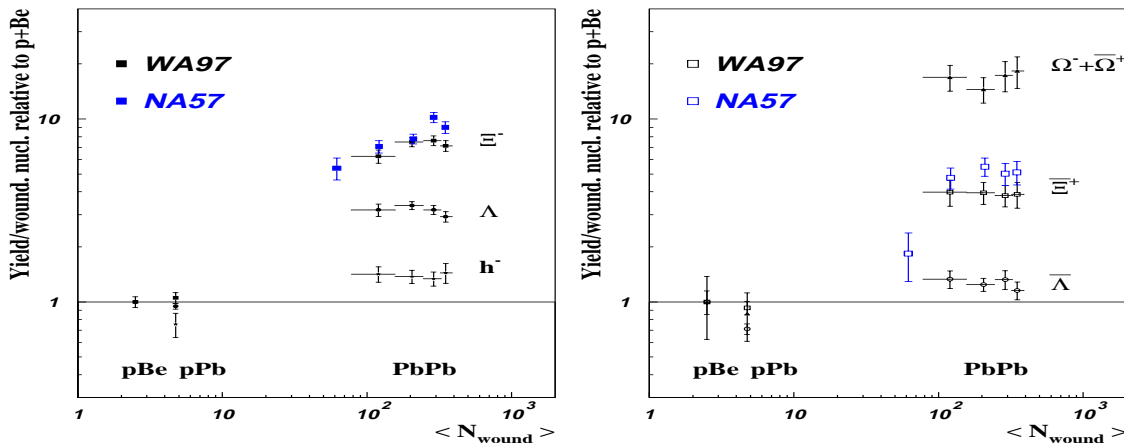 Yield/wound. nucl. relative to p+Be
10
1
WA97
NA57
Ξ⁻
Λ
h⁻
pBe pPb
PbPb
1
10
10²
10³
< N_wound >
Yield/wound. nucl. relative to p+Be
10
1
WA97
NA57
Ω⁻+Ω̅⁺
Ξ̅⁺
Λ̅
pBe pPb
PbPb
1
10
10²
10³
< N_wound >